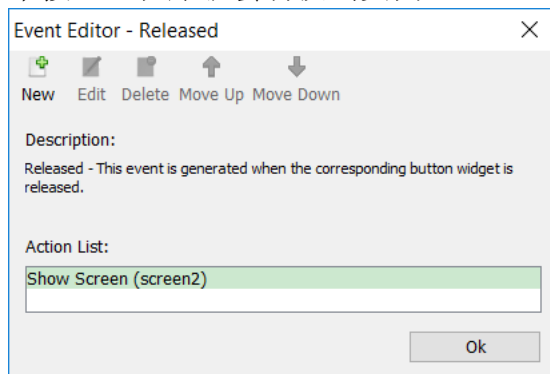 Event Editor - Released
New Edit Delete Move Up Move Down
Description:
Released - This event is generated when the corresponding button widget is
released.
Action List:
Show Screen (screen2)
Ok